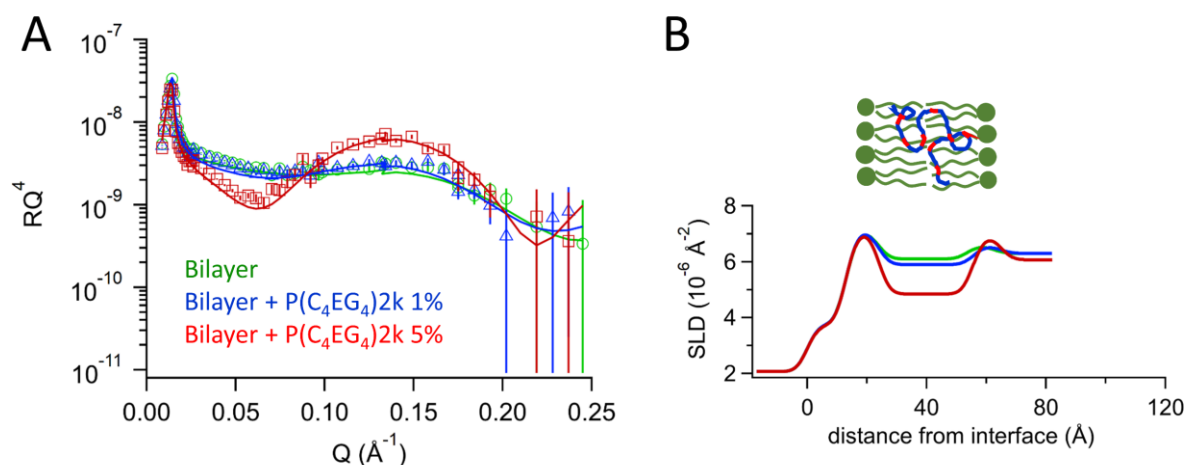 A
10⁻⁷
10⁻⁸
10⁻⁹
10⁻¹⁰
10⁻¹¹
RQ⁴
Bilayer
Bilayer + P(C₄EG₄)2k 1%
Bilayer + P(C₄EG₄)2k 5%
0.00 0.05 0.10 0.15 0.20 0.25
Q (Å⁻¹)
B
8
6
4
2
SLD (10⁻⁶ Å⁻²)
0 40 80 120
distance from interface (Å)